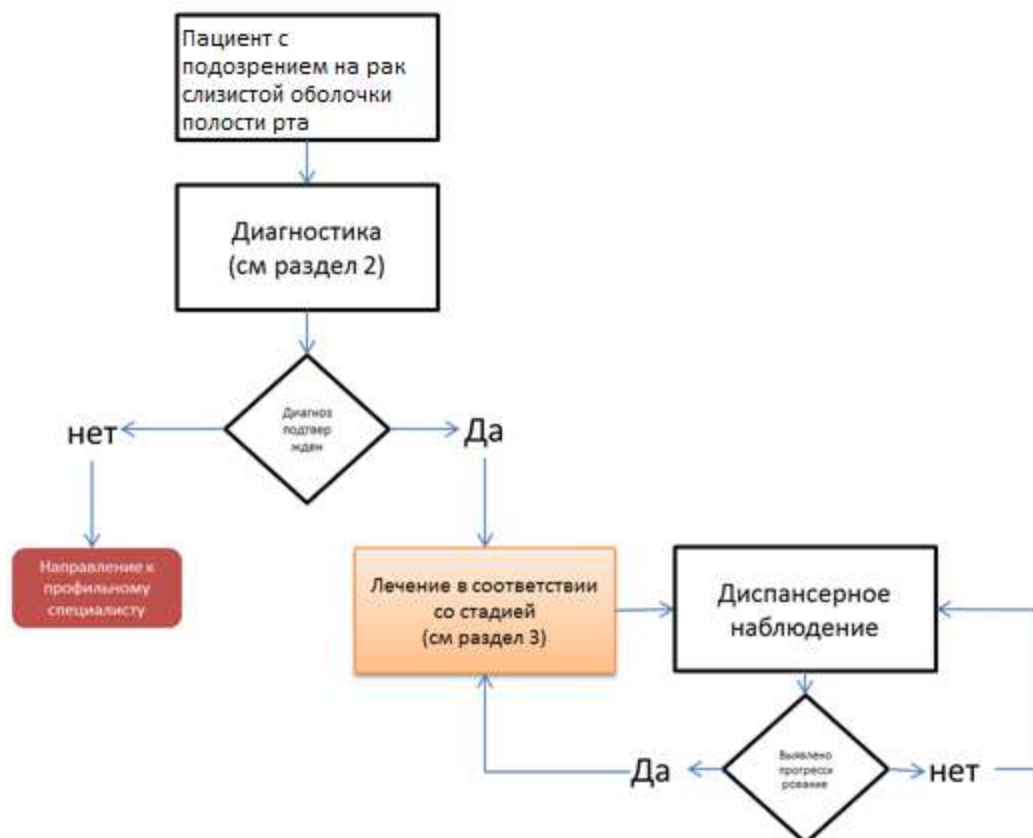 Пациент с
подозрением на рак
слизистой оболочки
полости рта
Диагностика
(см раздел 2)
Диагноз
подтвер
жден
нет
Да
Направление к
профильному
специалисту
Лечение в соответствии
со стадией
(см раздел 3)
Диспансерное
наблюдение
Выявлено
прогресси
рование
Да
нет